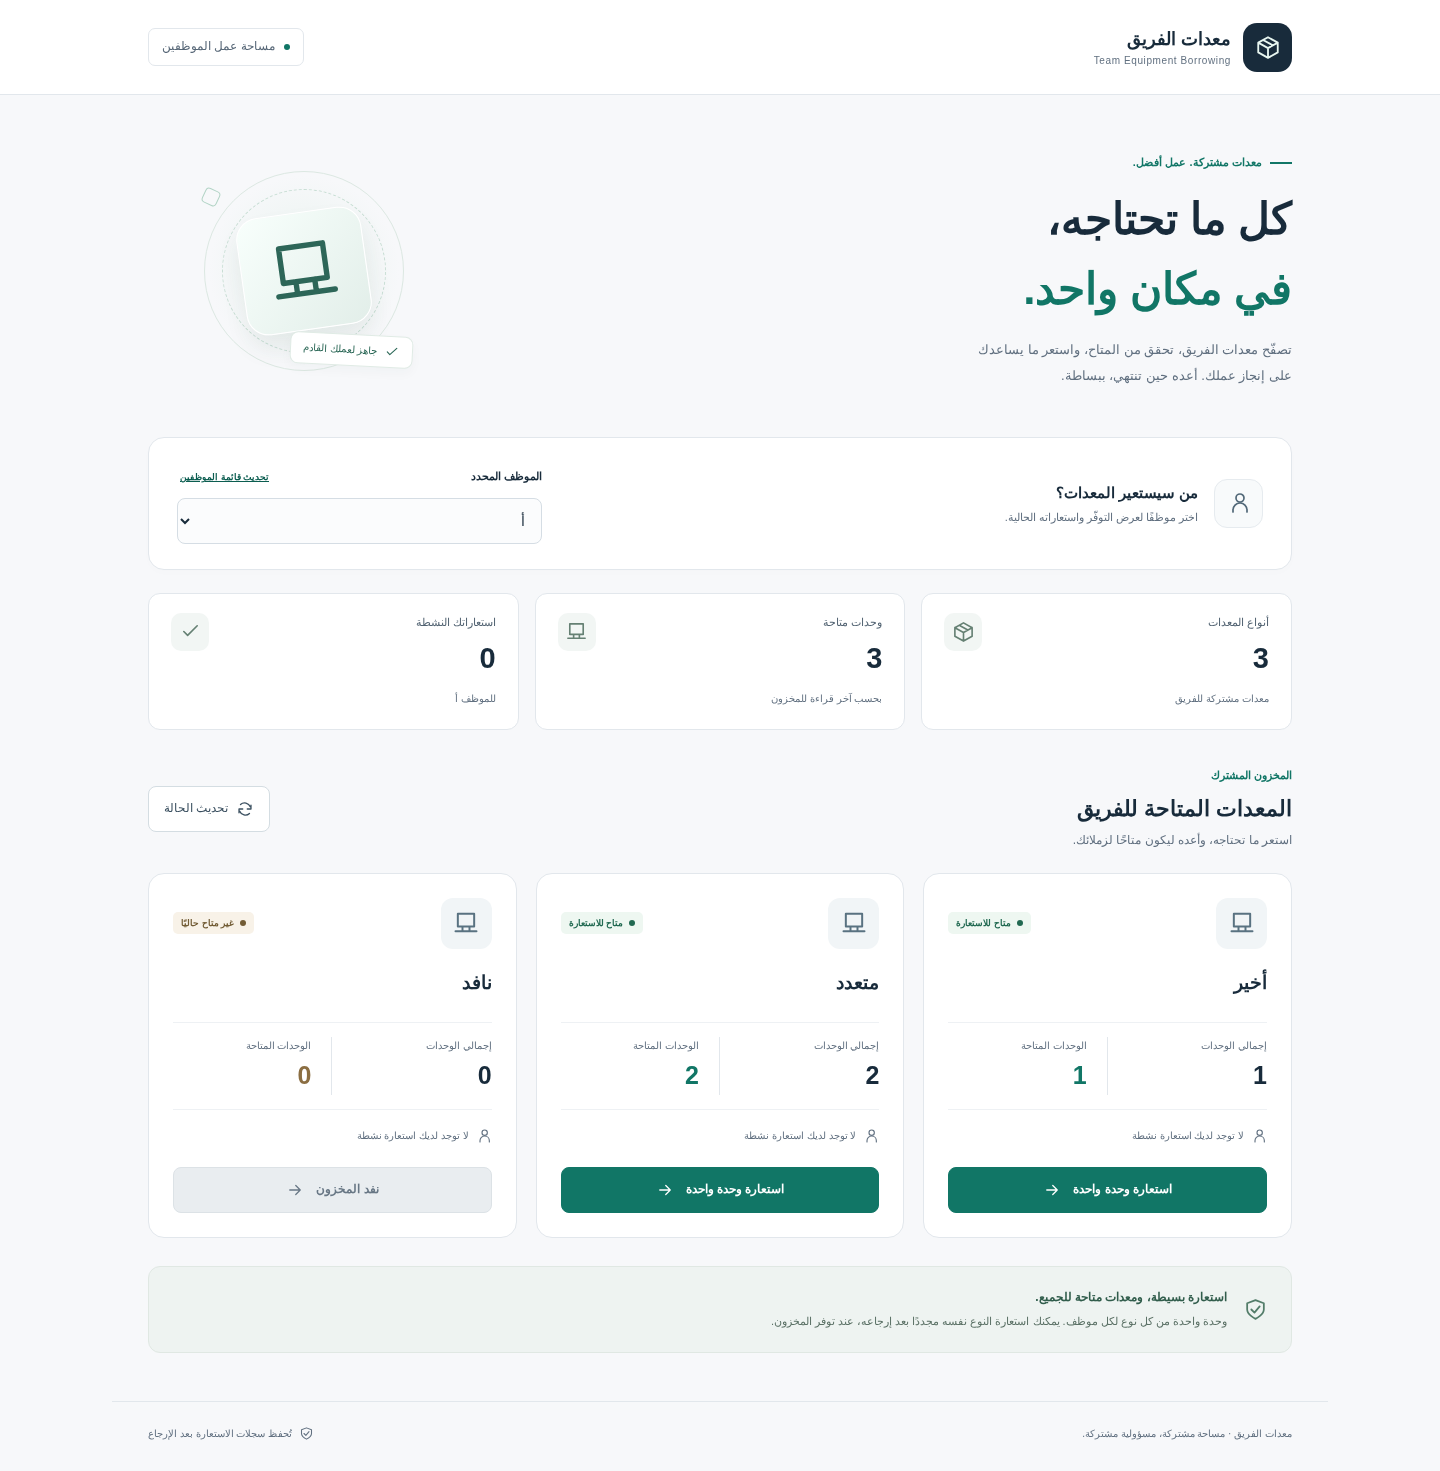 معدات الفريق
Team Equipment Borrowing
مساحة عمل الموظفين
معدات مشتركة. عمل أفضل.
كل ما تحتاجه،
في مكان واحد.
تصفّح معدات الفريق، تحقق من المتاح، واستعر ما يساعدك
على إنجاز عملك. أعده حين تنتهي، ببساطة.
جاهز لعملك القادم
من سيستعير المعدات؟
اختر موظفًا لعرض التوفّر واستعاراته الحالية.
الموظف المحدد
تحديث قائمة الموظفين
أ
أنواع المعدات
3
معدات مشتركة للفريق
وحدات متاحة
3
بحسب آخر قراءة للمخزون
استعاراتك النشطة
0
للموظف أ
المخزون المشترك
المعدات المتاحة للفريق
استعر ما تحتاجه، وأعده ليكون متاحًا لزملائك.
تحديث الحالة
متاح للاستعارة
أخير
إجمالي الوحدات
1
الوحدات المتاحة
1
لا توجد لديك استعارة نشطة
استعارة وحدة واحدة
متاح للاستعارة
متعدد
إجمالي الوحدات
2
الوحدات المتاحة
2
لا توجد لديك استعارة نشطة
استعارة وحدة واحدة
غير متاح حاليًا
نافد
إجمالي الوحدات
0
الوحدات المتاحة
0
لا توجد لديك استعارة نشطة
نفد المخزون
استعارة بسيطة، ومعدات متاحة للجميع.
وحدة واحدة من كل نوع لكل موظف. يمكنك استعارة النوع نفسه مجددًا بعد إرجاعه، عند توفر المخزون.
معدات الفريق · مساحة مشتركة، مسؤولية مشتركة.
تُحفظ سجلات الاستعارة بعد الإرجاع